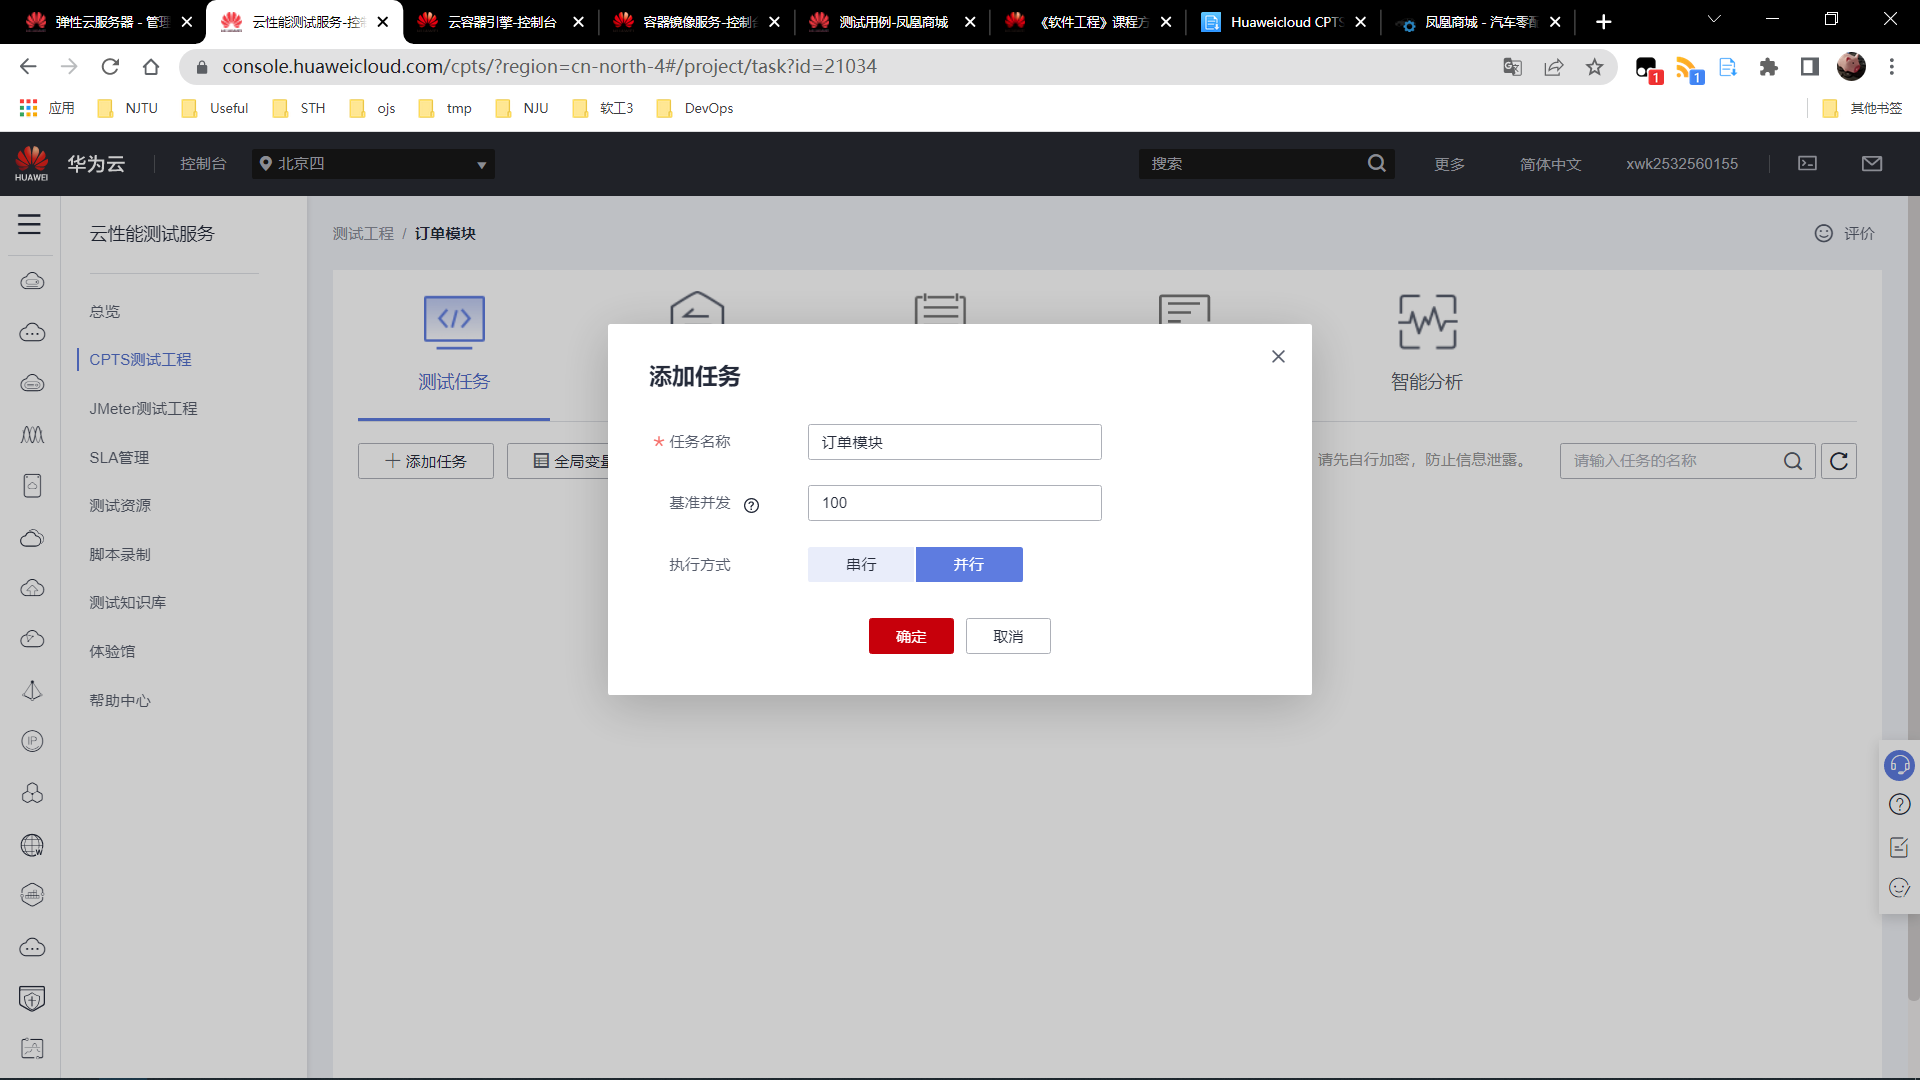 弹性云服务器 - 管理
云性能测试服务-控制
云容器引擎-控制台
容器镜像服务-控制台
测试用例-凤凰商城
《软件工程》课程方
Huaweicloud CPTS
凤凰商城 - 汽车零配
console.huaweicloud.com/cpts/?region=cn-north-4#/project/task?id=21034
1
1
应用
NJTU
Useful
STH
ojs
tmp
NJU
软工3
DevOps
其他书签
HUAWEI
华为云
控制台
北京四
搜索
更多
简体中文
xwk2532560155
云性能测试服务
测试工程 / 订单模块
评价
总览
CPTS测试工程
JMeter测试工程
SLA管理
测试资源
脚本录制
测试知识库
体验馆
帮助中心
测试任务
智能分析
添加任务
全局变量
请先自行加密，防止信息泄露。
请输入任务的名称
添加任务
* 任务名称
订单模块
基准并发
100
执行方式
串行
并行
确定
取消
IP
W